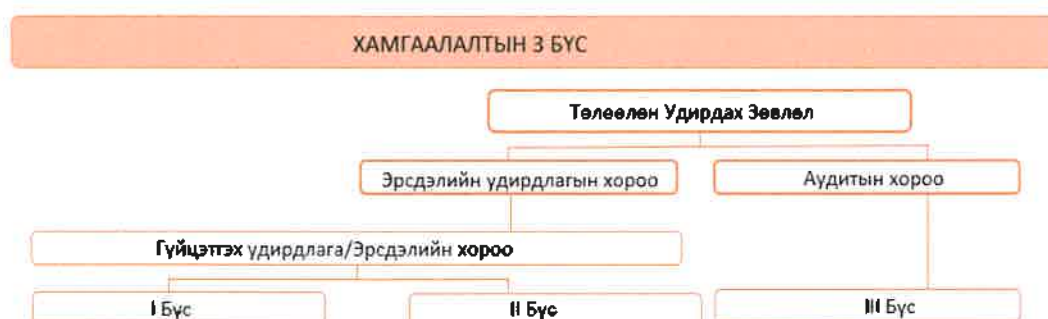 ХАМГААЛАЛТЫН 3 БҮС
Төлөөлөн Удирдах Зөвлөл
Эрсдэлийн удирдлагын хороо
Аудитын хороо
Гүйцэтгэх удирдлага/Эрсдэлийн хороо
I Бүс
II Бүс
III Бүс